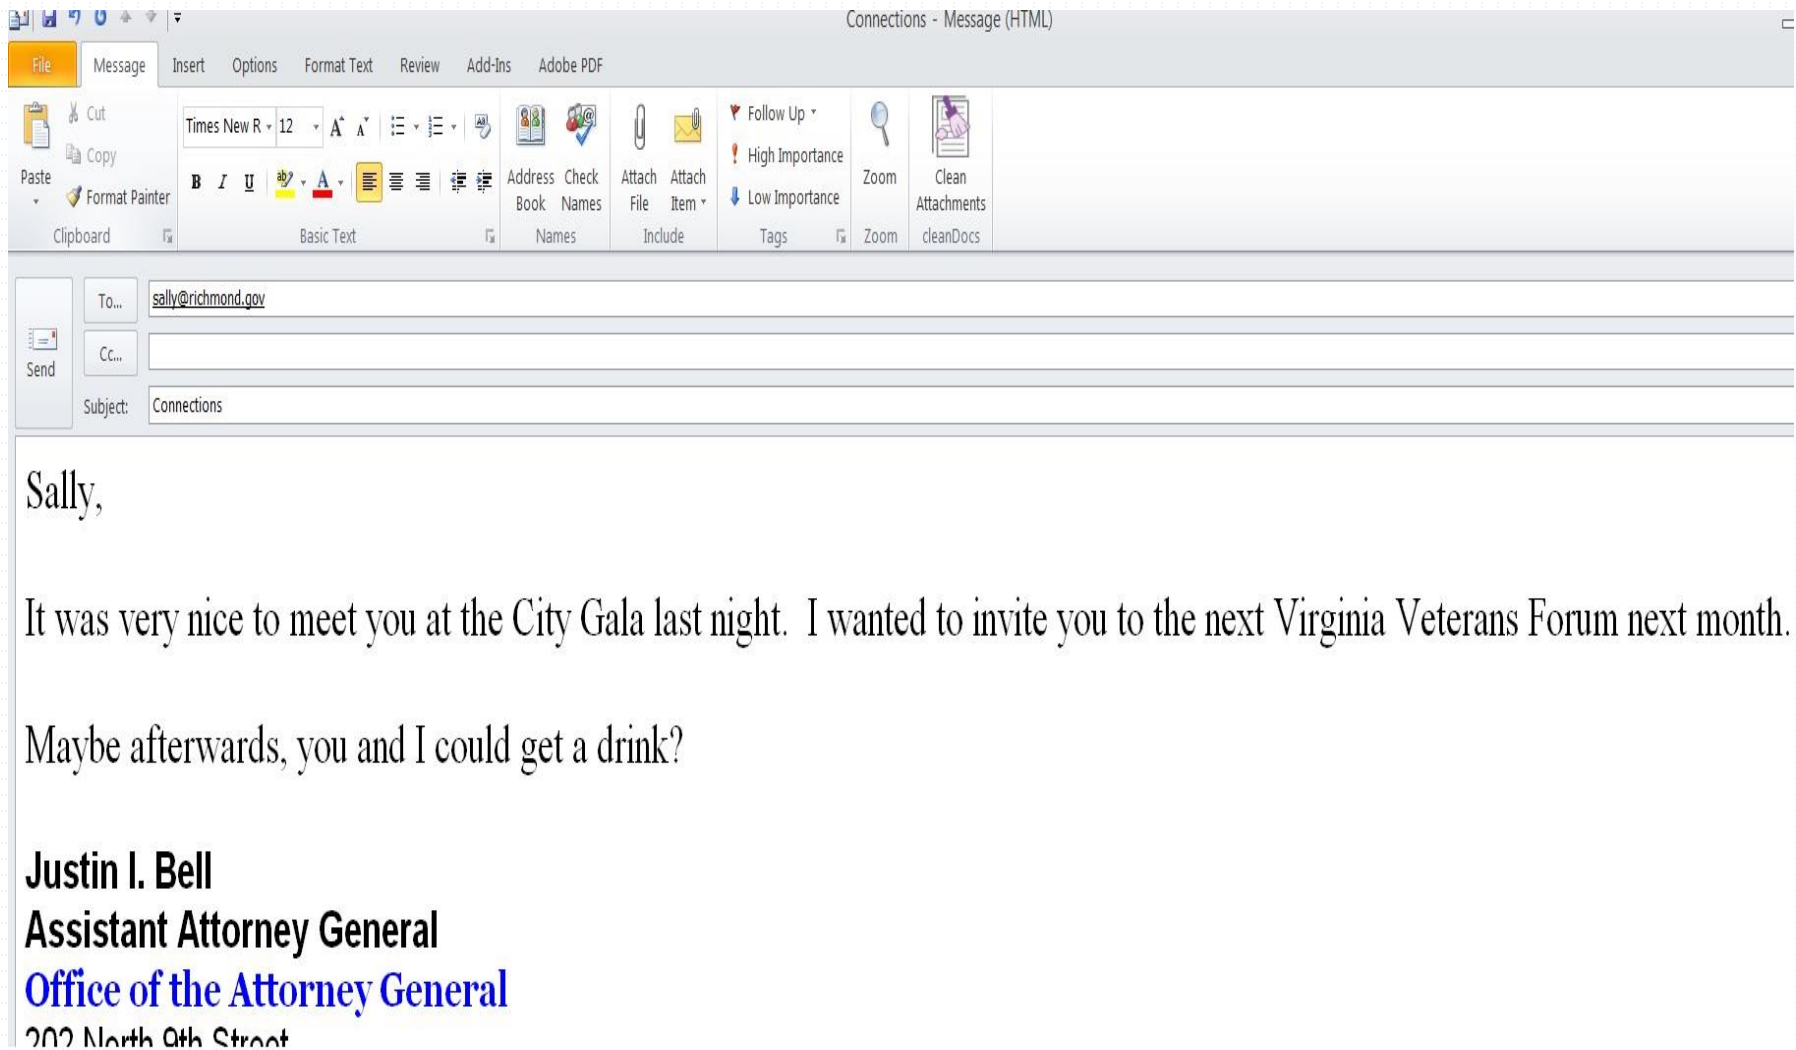 Connections - Message (HTML)
File Message Insert Options Format Text Review Add-Ins Adobe PDF
Cut
Copy
Format Painter
Paste
Clipboard
Times New R 12
B I U
Basic Text
Address Book
Check Names
Names
Attach File
Attach Item
Include
Follow Up
High Importance
Low Importance
Tags
Zoom
Zoom
Clean Attachments
cleanDocs
Send
To... sally@richmond.gov
Cc...
Subject: Connections
Sally,
It was very nice to meet you at the City Gala last night. I wanted to invite you to the next Virginia Veterans Forum next month.
Maybe afterwards, you and I could get a drink?
Justin I. Bell
Assistant Attorney General
Office of the Attorney General
202 North 9th Street